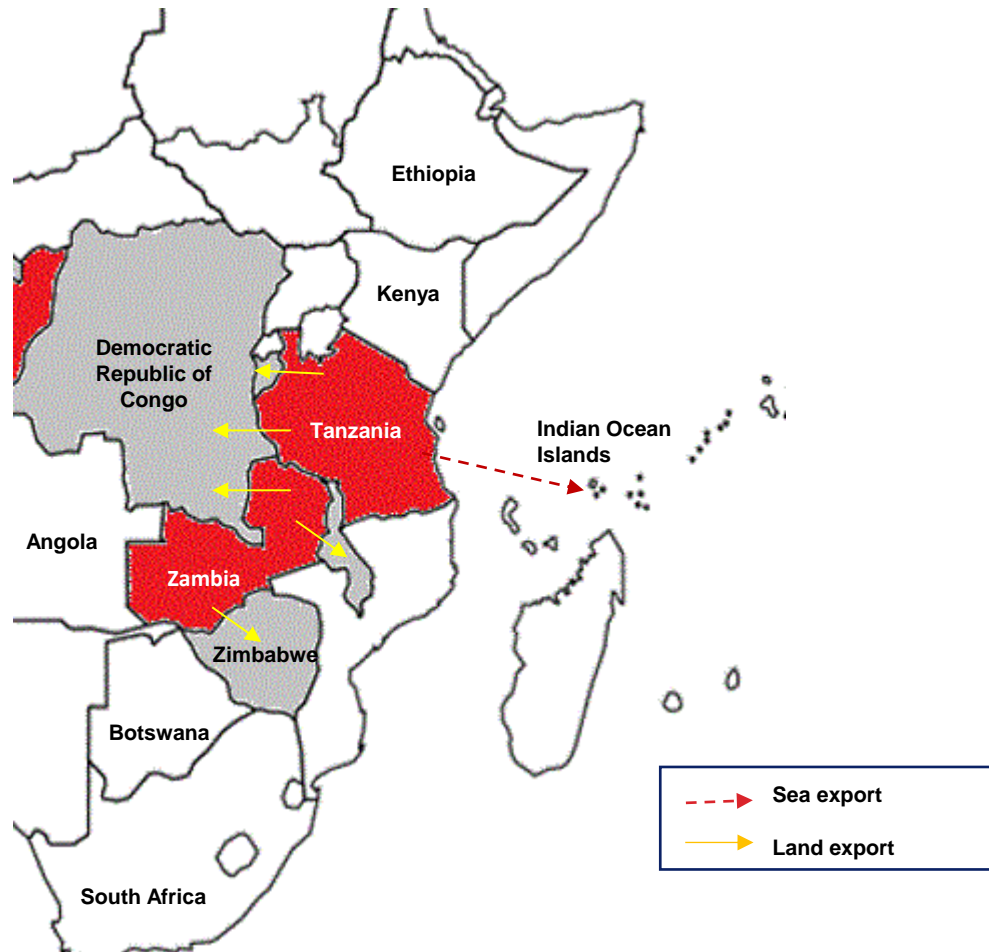 Ethiopia
Kenya
Democratic
Republic of
Congo
Tanzania
Indian Ocean
Islands
Angola
Zambia
Zimbabwe
Botswana
Sea export
Land export
South Africa